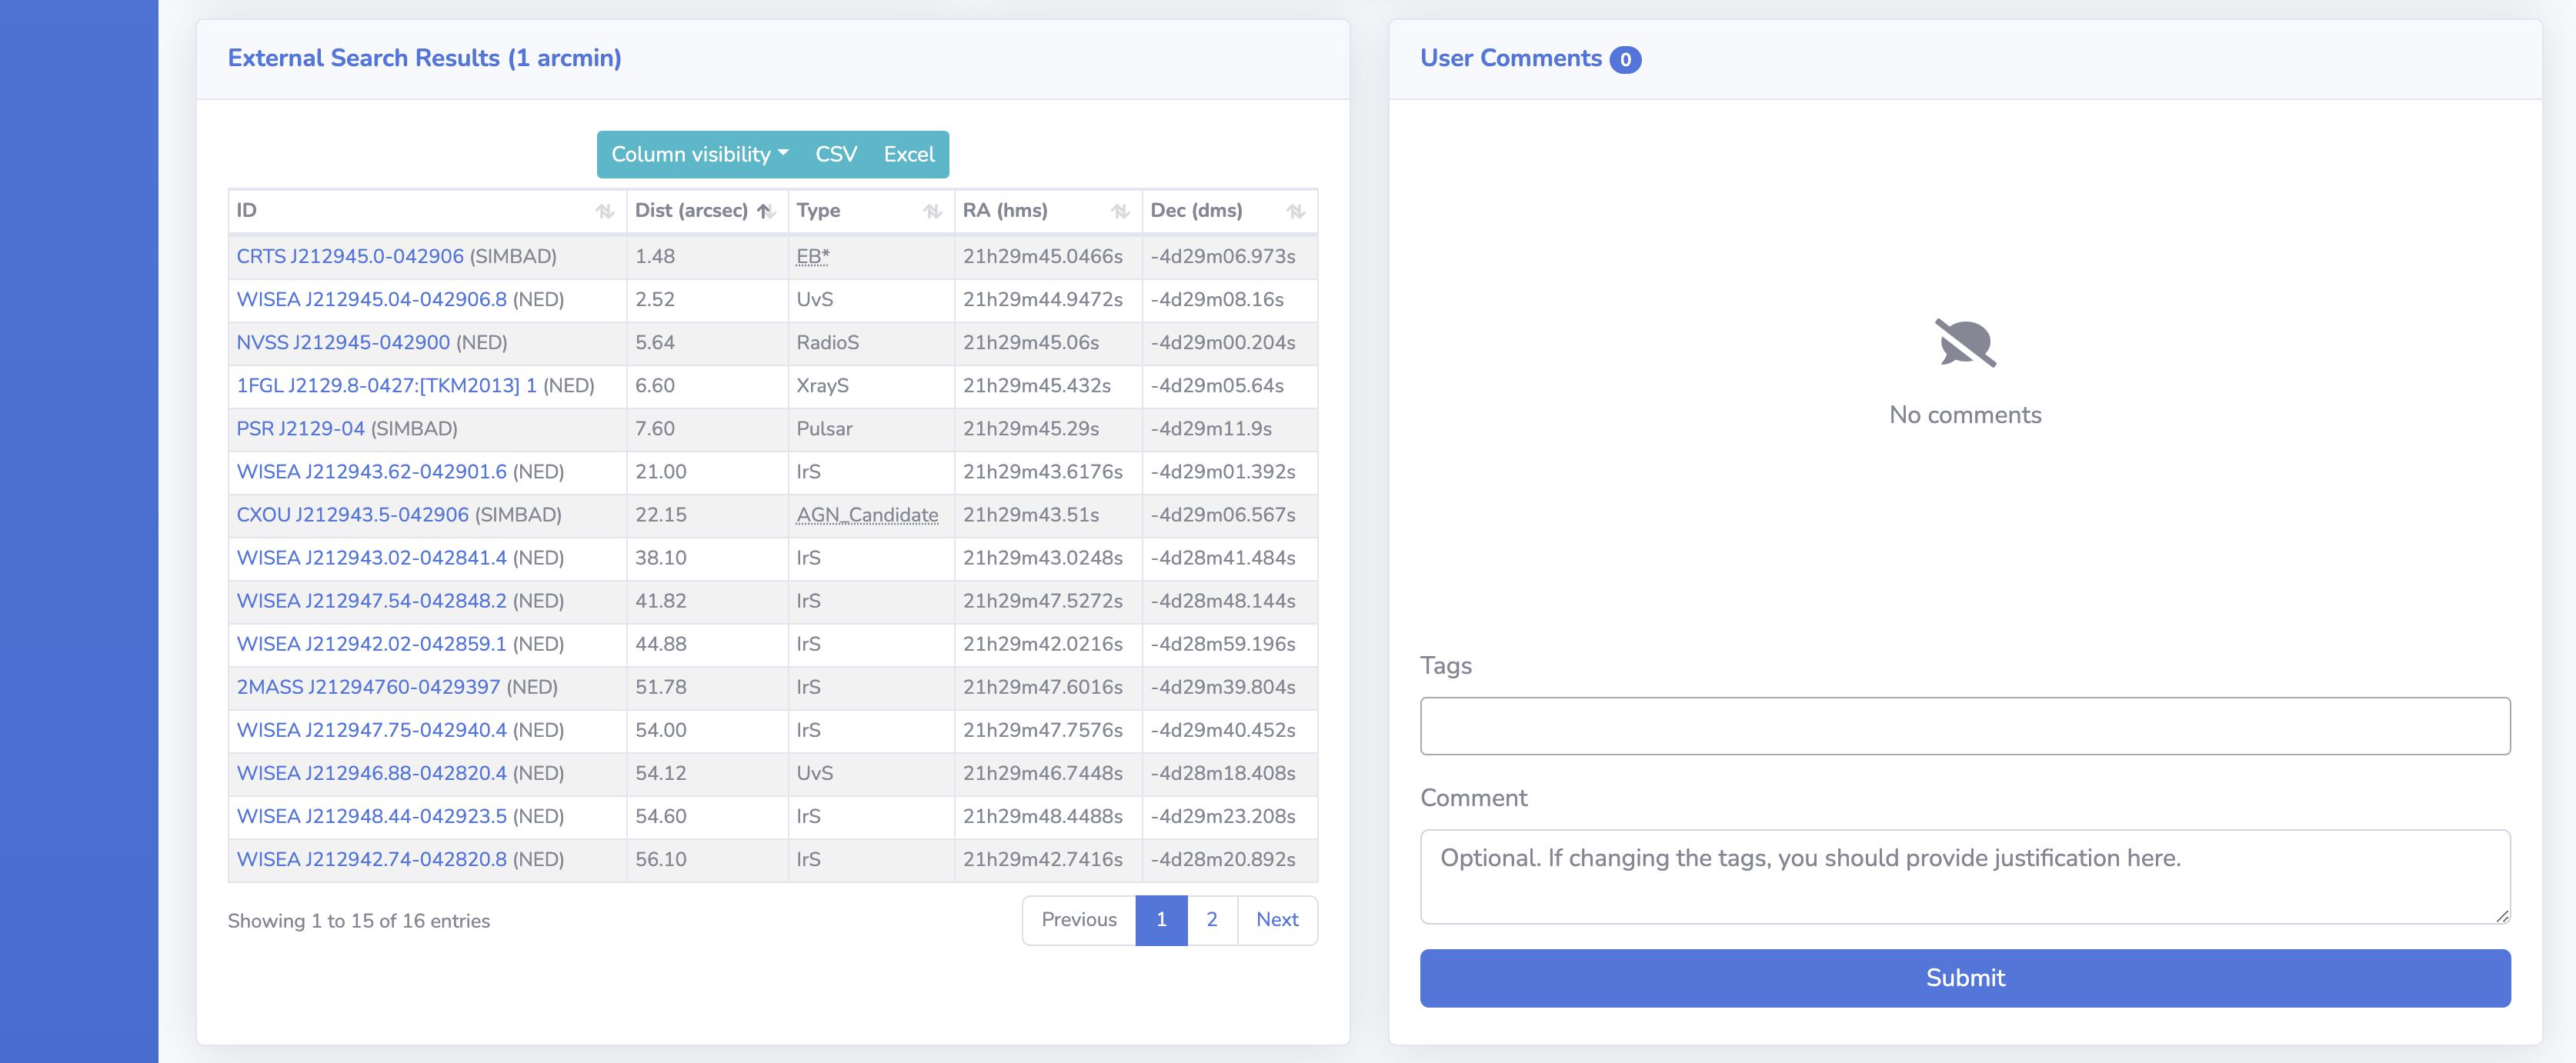 External Search Results (1 arcmin)
Column visibility CSV Excel
ID Dist (arcsec) Type RA (hms) Dec (dms)
CRTS J212945.0-042906 (SIMBAD) 1.48 EB* 21h29m45.0466s -4d29m06.973s
WISEA J212945.04-042906.8 (NED) 2.52 UvS 21h29m44.9472s -4d29m08.16s
NVSS J212945-042900 (NED) 5.64 RadioS 21h29m45.06s -4d29m00.204s
1FGL J2129.8-0427:[TKM2013] 1 (NED) 6.60 XrayS 21h29m45.432s -4d29m05.64s
PSR J2129-04 (SIMBAD) 7.60 Pulsar 21h29m45.29s -4d29m11.9s
WISEA J212943.62-042901.6 (NED) 21.00 IrS 21h29m43.6176s -4d29m01.392s
CXOU J212943.5-042906 (SIMBAD) 22.15 AGN_Candidate 21h29m43.51s -4d29m06.567s
WISEA J212943.02-042841.4 (NED) 38.10 IrS 21h29m43.0248s -4d28m41.484s
WISEA J212947.54-042848.2 (NED) 41.82 IrS 21h29m47.5272s -4d28m48.144s
WISEA J212942.02-042859.1 (NED) 44.88 IrS 21h29m42.0216s -4d28m59.196s
2MASS J21294760-0429397 (NED) 51.78 IrS 21h29m47.6016s -4d29m39.804s
WISEA J212947.75-042940.4 (NED) 54.00 IrS 21h29m47.7576s -4d29m40.452s
WISEA J212946.88-042820.4 (NED) 54.12 UvS 21h29m46.7448s -4d28m18.408s
WISEA J212948.44-042923.5 (NED) 54.60 IrS 21h29m48.4488s -4d29m23.208s
WISEA J212942.74-042820.8 (NED) 56.10 IrS 21h29m42.7416s -4d28m20.892s
Showing 1 to 15 of 16 entries
Previous 1 2 Next
User Comments 0
No comments
Tags
Comment
Optional. If changing the tags, you should provide justification here.
Submit